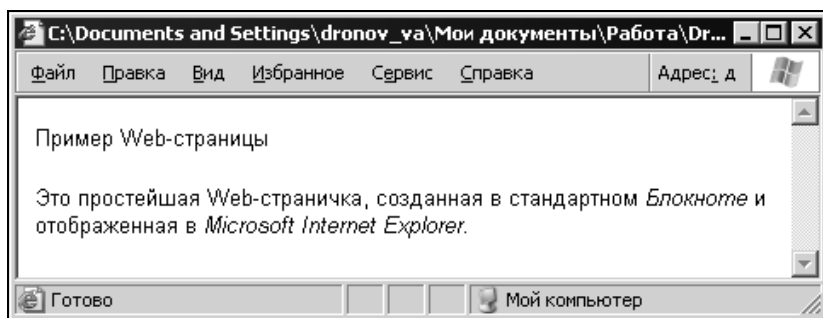 C:\Documents and Settings\dronov_va\Мои документы\Работа\Dr...
Файл Правка Вид Избранное Сервис Справка Адрес: д
Пример Web-страницы
Это простейшая Web-страничка, созданная в стандартном Блокноте и
отображенная в Microsoft Internet Explorer.
Готово Мой компьютер